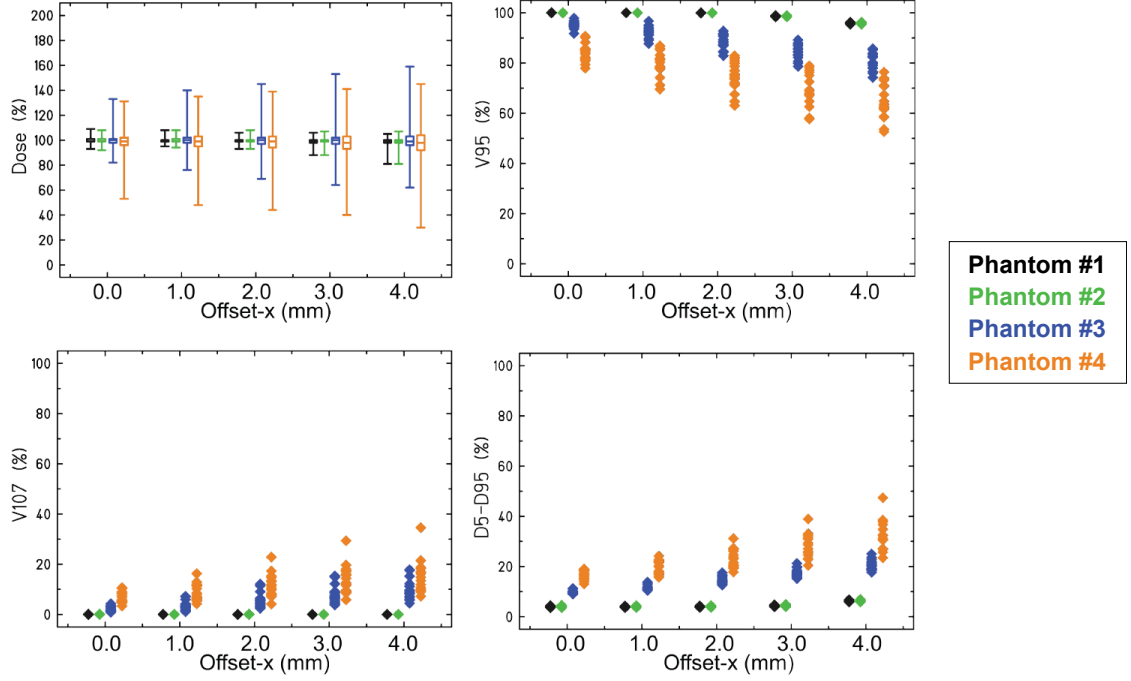 200
180
160
140
120
100
80
60
40
20
0
Dose (%)
0.0 1.0 2.0 3.0 4.0
Offset-x (mm)
100
80
60
40
20
0
V95 (%)
0.0 1.0 2.0 3.0 4.0
Offset-x (mm)
Phantom #1
Phantom #2
Phantom #3
Phantom #4
100
80
60
40
20
0
V107 (%)
0.0 1.0 2.0 3.0 4.0
Offset-x (mm)
100
80
60
40
20
0
D5-D95 (%)
0.0 1.0 2.0 3.0 4.0
Offset-x (mm)